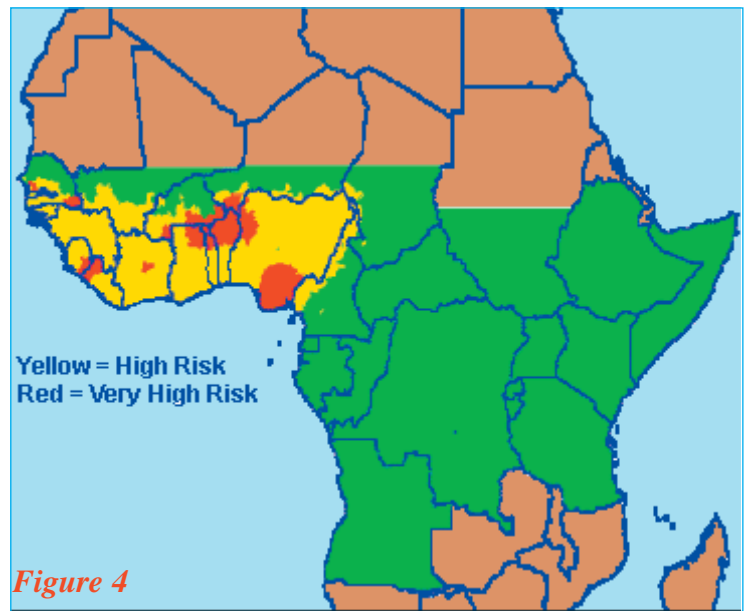 Yellow = High Risk
Red = Very High Risk
Figure 4